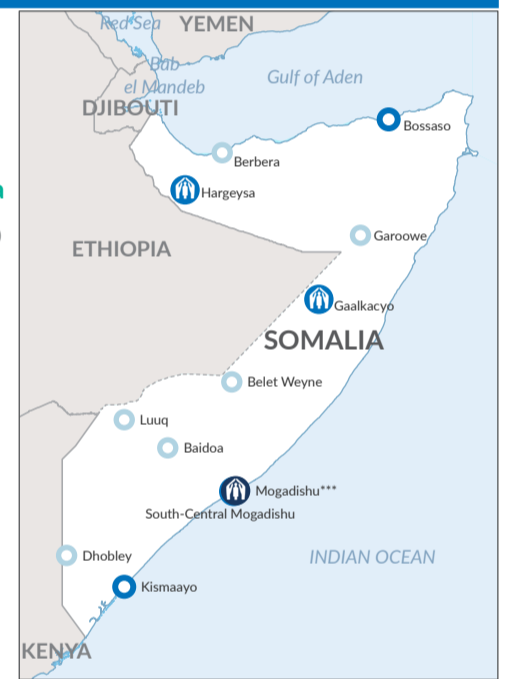 Red Sea
YEMEN
Bab
el Mandeb
Gulf of Aden
DJIBOUTI
Bossaso
Berbera
Hargeysa
Garoowe
ETHIOPIA
Gaalkacyo
SOMALIA
Belet Weyne
Luuq
Baidoa
Mogadishu***
South-Central Mogadishu
Dhobley
INDIAN OCEAN
Kismaayo
KENYA